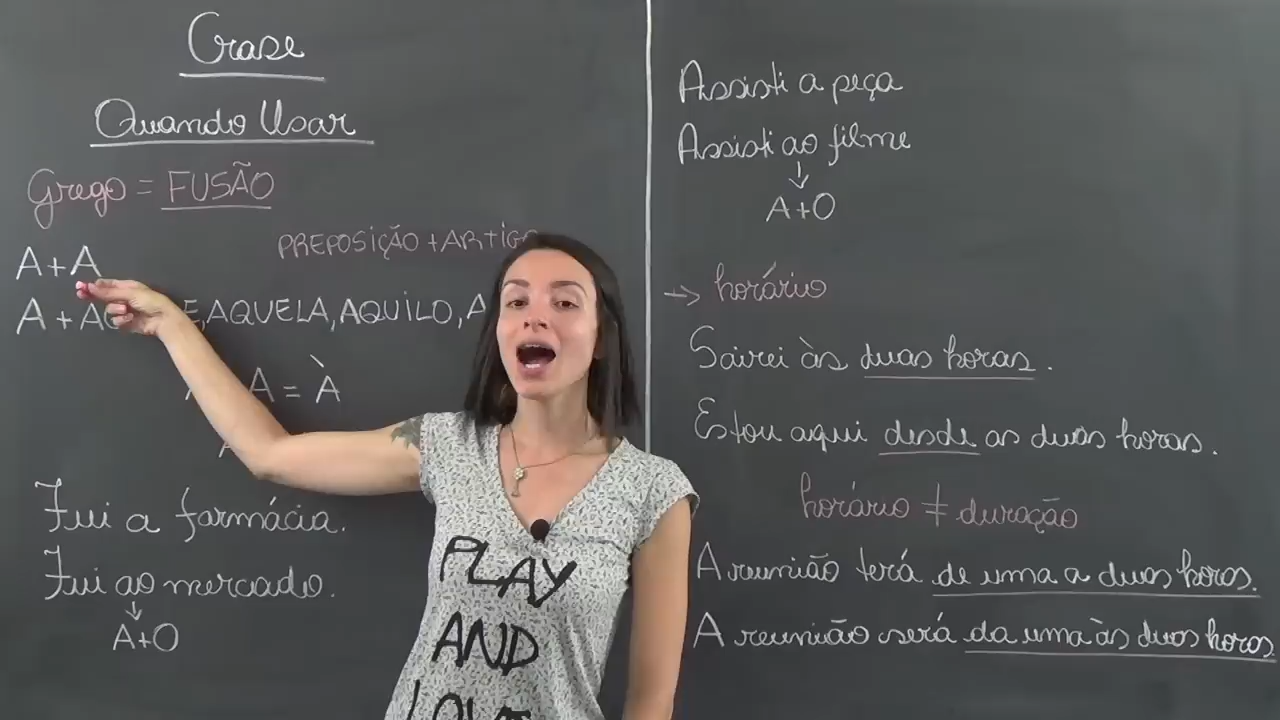 Crase
Quando Usar
Grego = FUSÃO
PREPOSIÇÃO + ARTIGO
A + A
A + E, AQUELA, AQUILO, A
A = À
Fui a farmácia.
Fui ao mercado.
A+O
Assisti a peça
Assisti ao filme
A+O
→ horário
Sairei às duas horas.
Estou aqui desde as duas horas.
horário ≠ duração
A reunião terá de uma a duas horas.
A reunião será da uma às duas horas.
PLAY
AND